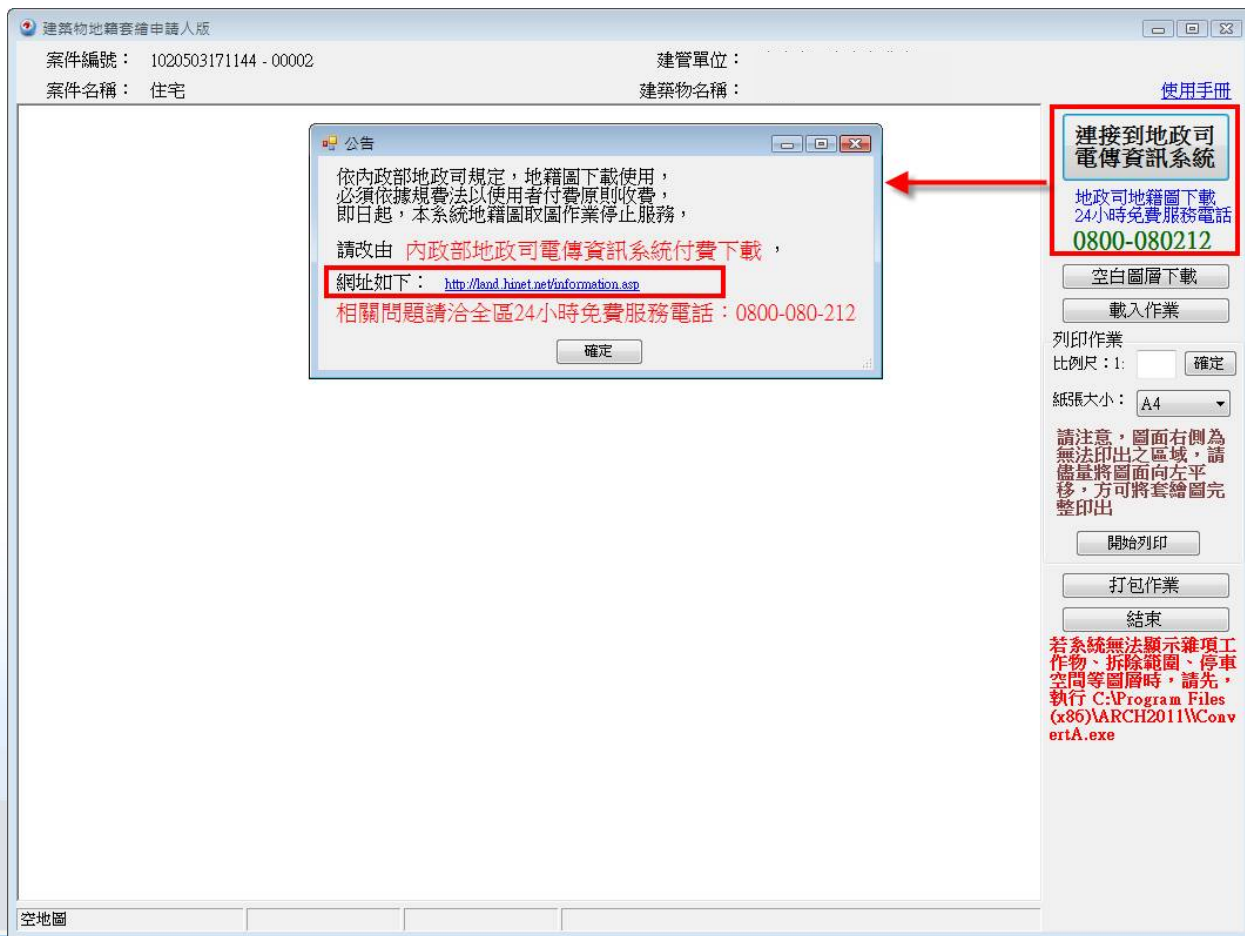 建築物地籍套繪申請人版
案件編號： 1020503171144 - 00002
建管單位：
案件名稱： 住宅
建築物名稱：
使用手冊
公告
依內政部地政司規定，地籍圖下載使用，
必須依據規費法以使用者付費原則收費，
即日起，本系統地籍圖取圖作業停止服務，
請改由 內政部地政司電傳資訊系統付費下載 ，
網址如下： http://land.hinet.net/information.asp
相關問題請洽全區24小時免費服務電話：0800-080-212
確定
連接到地政司
電傳資訊系統
地政司地籍圖下載
24小時免費服務電話
0800-080212
空白圖層下載
載入作業
列印作業
比例尺：1: 確定
紙張大小： A4
請注意，圖面右側為
無法印出之區域，請
儘量將圖面向左平
移，方可將套繪圖完
整印出
開始列印
打包作業
結束
若系統無法顯示雜項工
作物、拆除範圍、停車
空間等圖層時，請先，
執行 C:\Program Files
(x86)\ARCH2011\\Conv
ertA.exe
空地圖